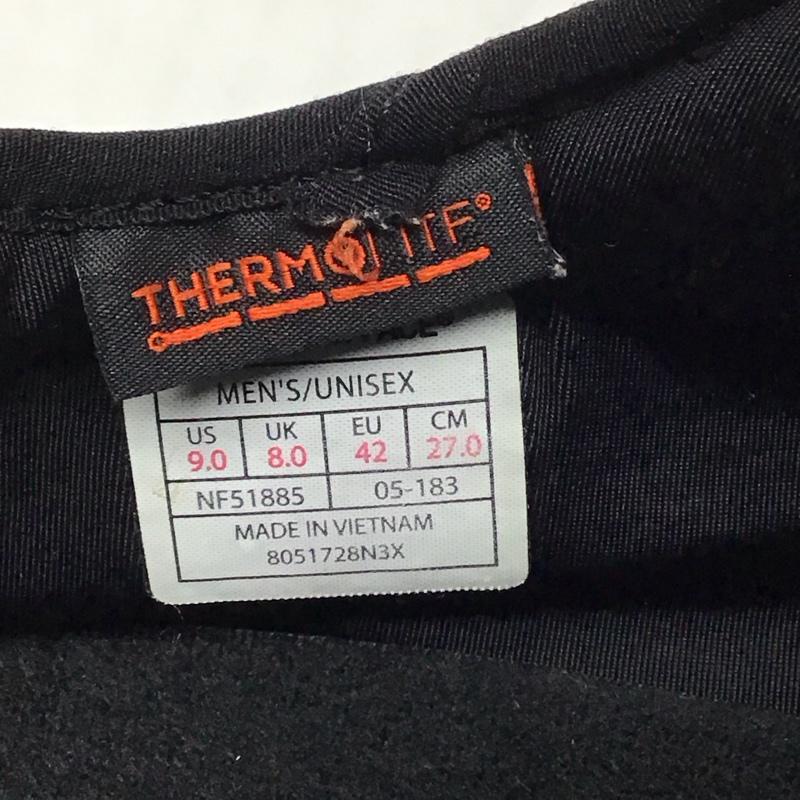 THERMOLITE
MEN'S/UNISEX
US UK EU CM
9.0 8.0 42 27.0
NF51885 05-183
MADE IN VIETNAM
8051728N3X